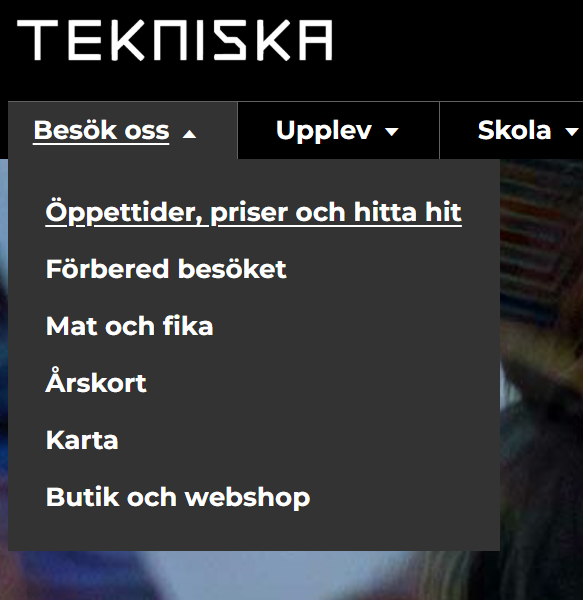 TEKNISKA
Besök oss Upplev Skola
Öppettider, priser och hitta hit
Förbered besöket
Mat och fika
Årskort
Karta
Butik och webshop